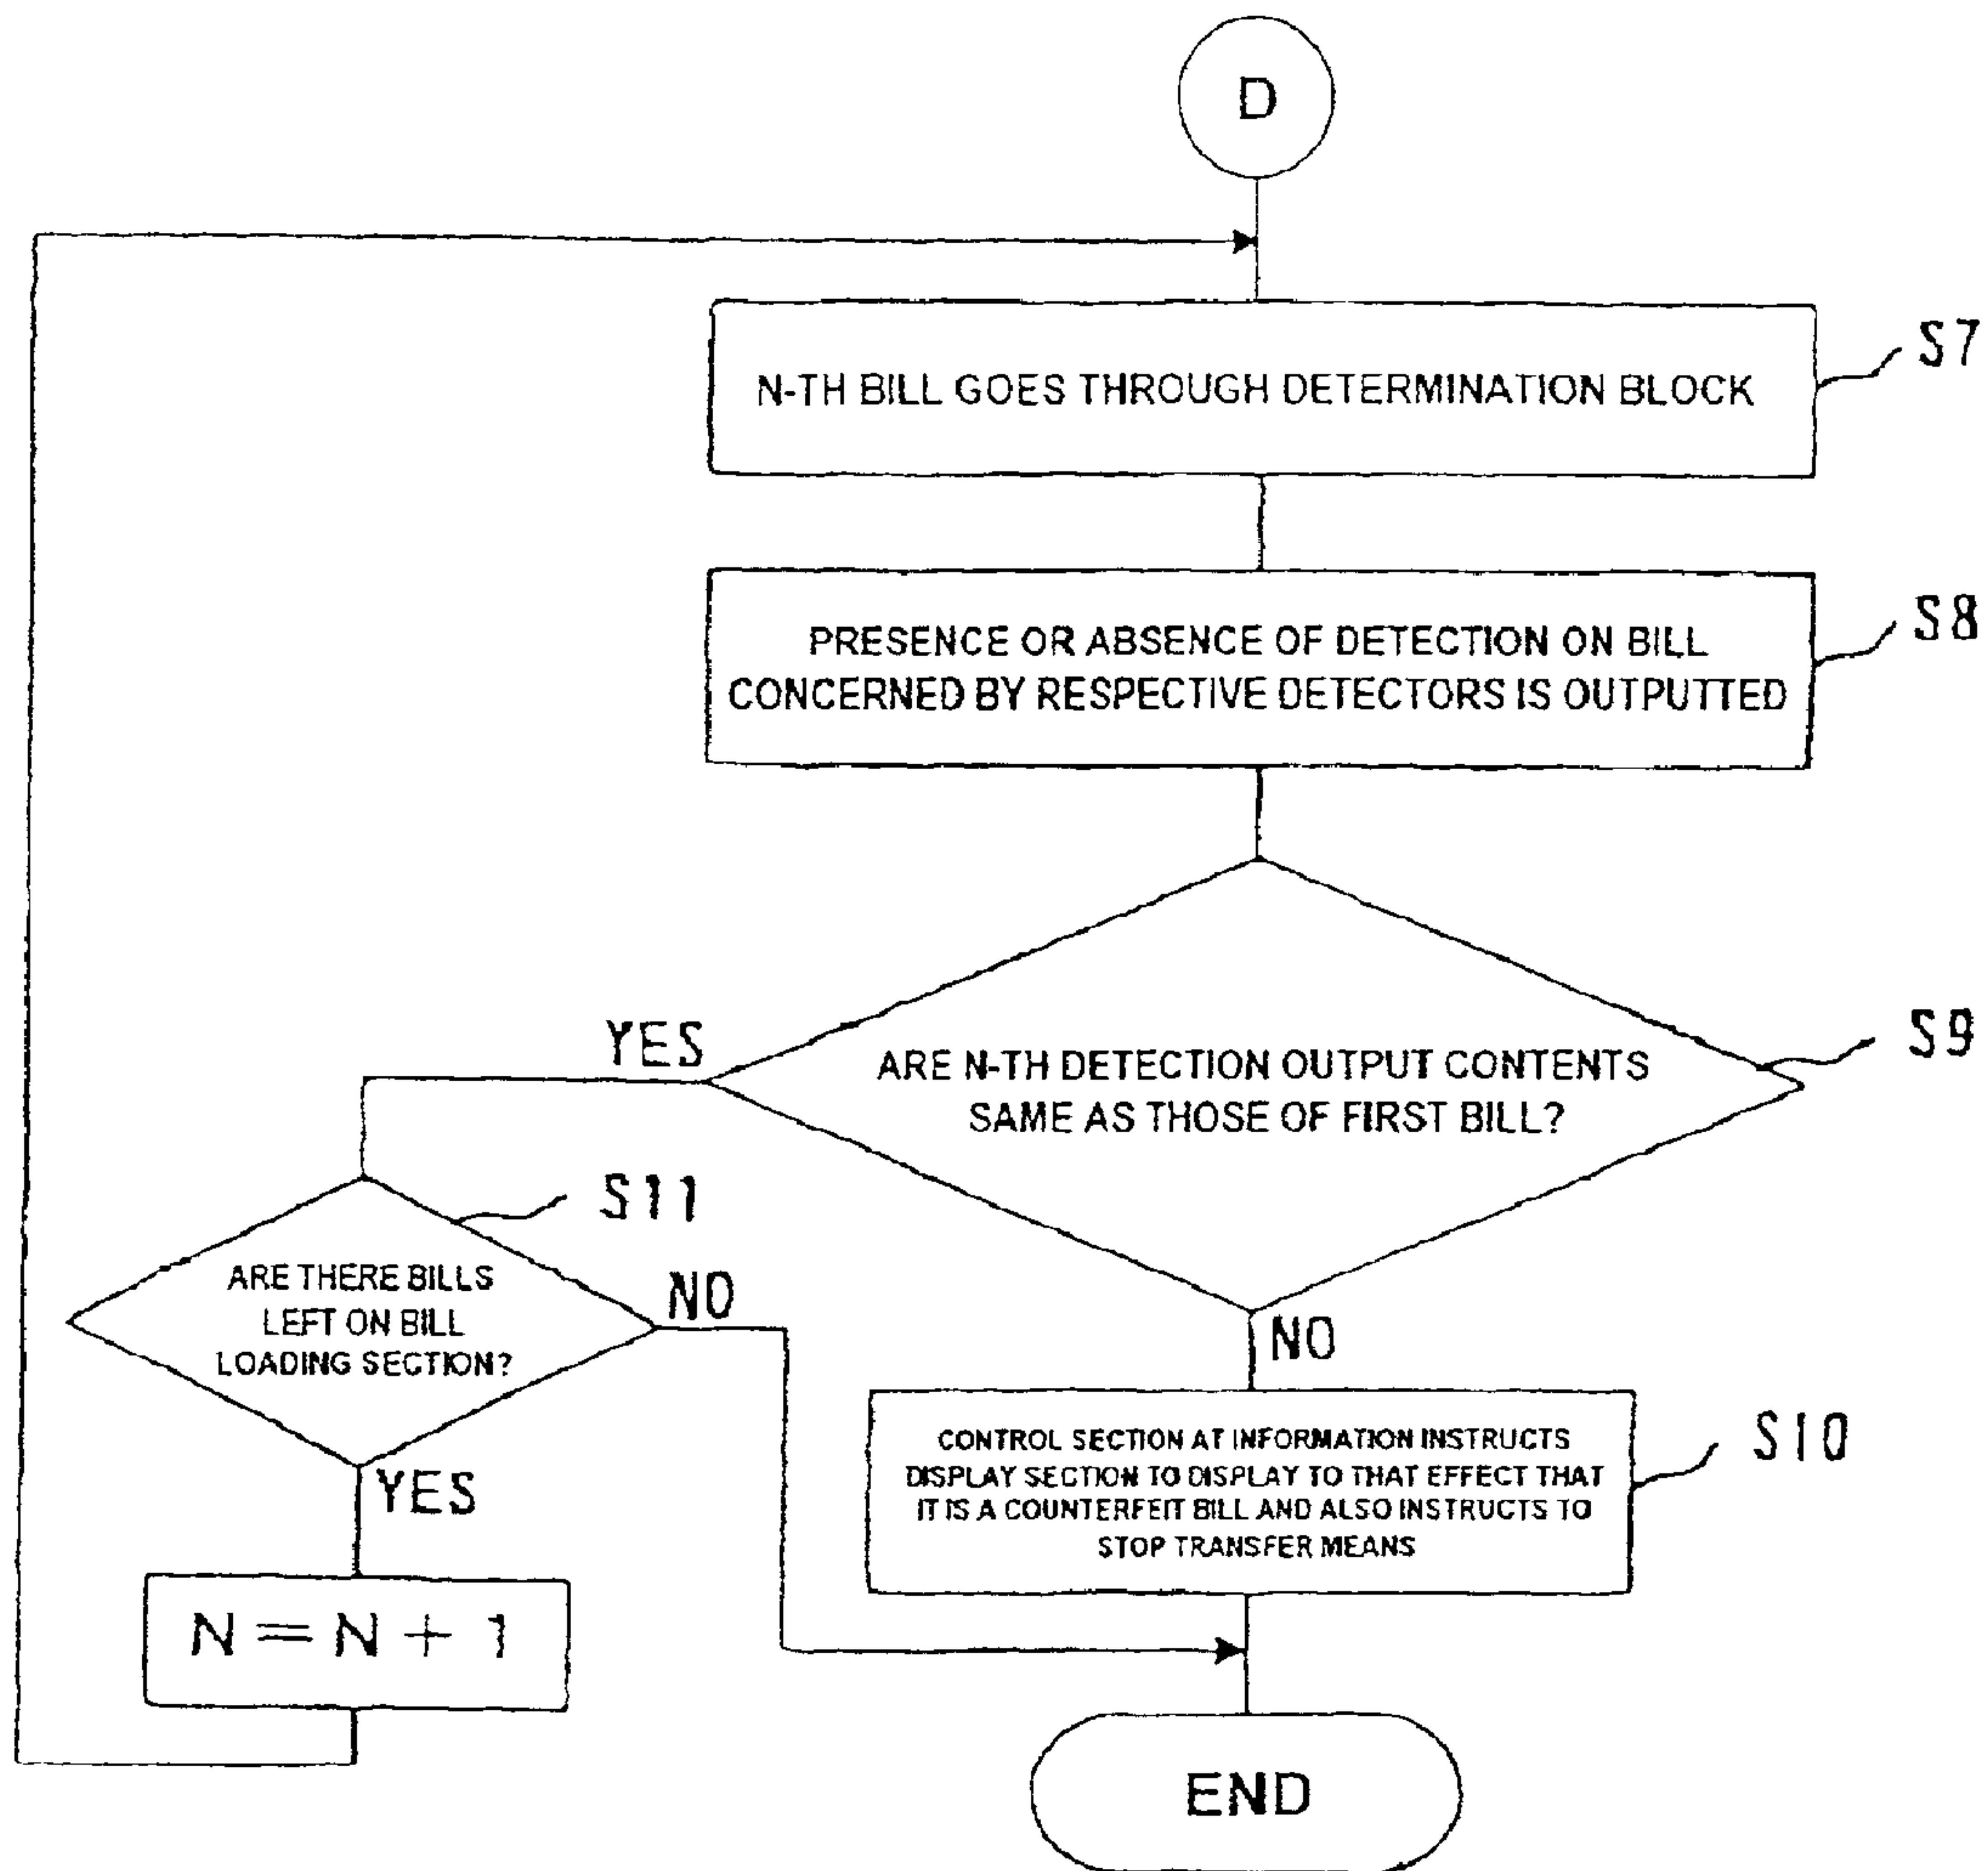 D
S7
N-TH BILL GOES THROUGH DETERMINATION BLOCK
S8
PRESENCE OR ABSENCE OF DETECTION ON BILL
CONCERNED BY RESPECTIVE DETECTORS IS OUTPUTTED
S9
YES
ARE N-TH DETECTION OUTPUT CONTENTS
SAME AS THOSE OF FIRST BILL?
S11
ARE THERE BILLS
LEFT ON BILL
LOADING SECTION?
NO
NO
YES
S10
CONTROL SECTION AT INFORMATION INSTRUCTS
DISPLAY SECTION TO DISPLAY TO THAT EFFECT THAT
IT IS A COUNTERFEIT BILL AND ALSO INSTRUCTS TO
STOP TRANSFER MEANS
N = N + 1
END